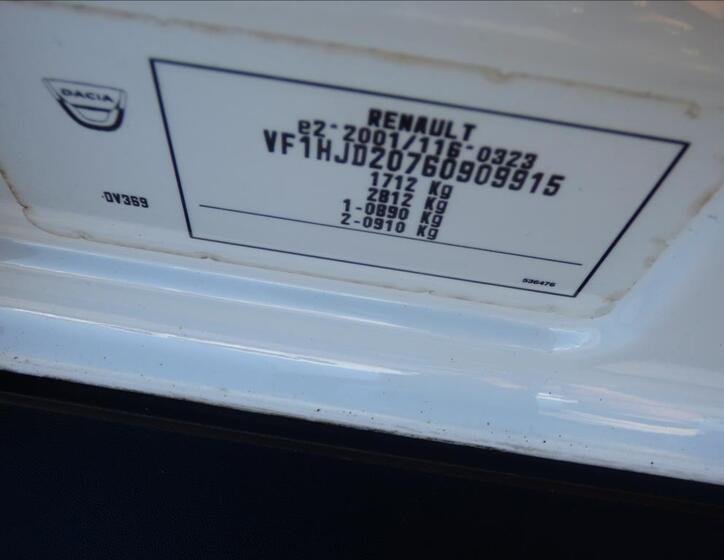 DACIA
RENAULT
e2-2001/116-0323
VF1HJD20760909915
1712 Kg
2812 Kg
1-0890 Kg
2-0910 Kg
DV369
536476